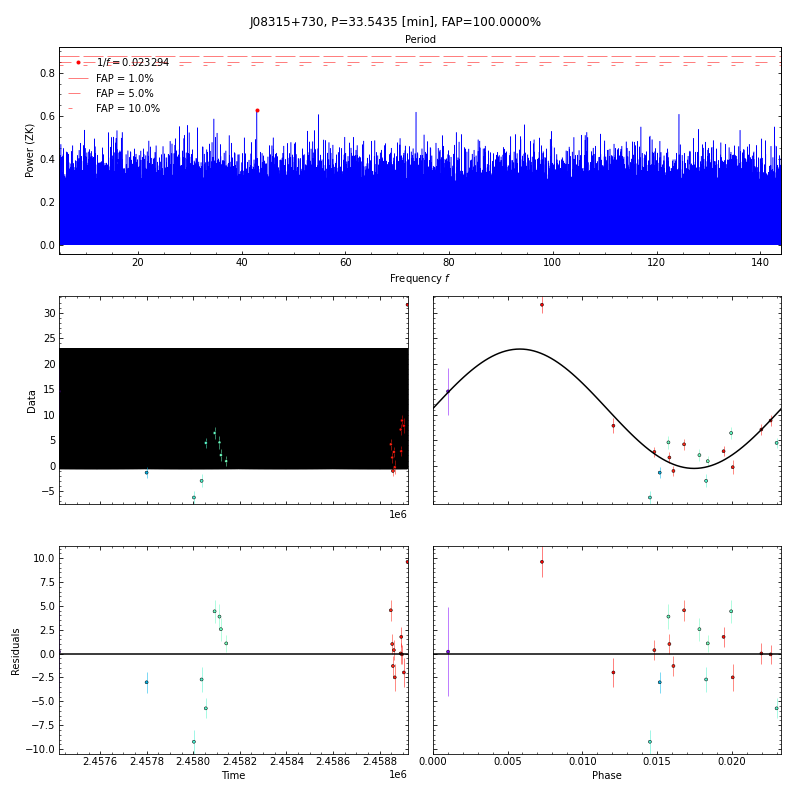 J08315+730, P=33.5435 [min], FAP=100.0000%
Period
Power (ZK)
0.8
0.6
0.4
0.2
0.0
1/f = 0.023294
FAP = 1.0%
FAP = 5.0%
FAP = 10.0%
20 40 60 80 100 120 140
Frequency f
Data
30
25
20
15
10
5
0
−5
1e6
Residuals
10.0
7.5
5.0
2.5
0.0
−2.5
−5.0
−7.5
−10.0
2.4576 2.4578 2.4580 2.4582 2.4584 2.4586 2.4588
1e6
Time
0.000 0.005 0.010 0.015 0.020
Phase